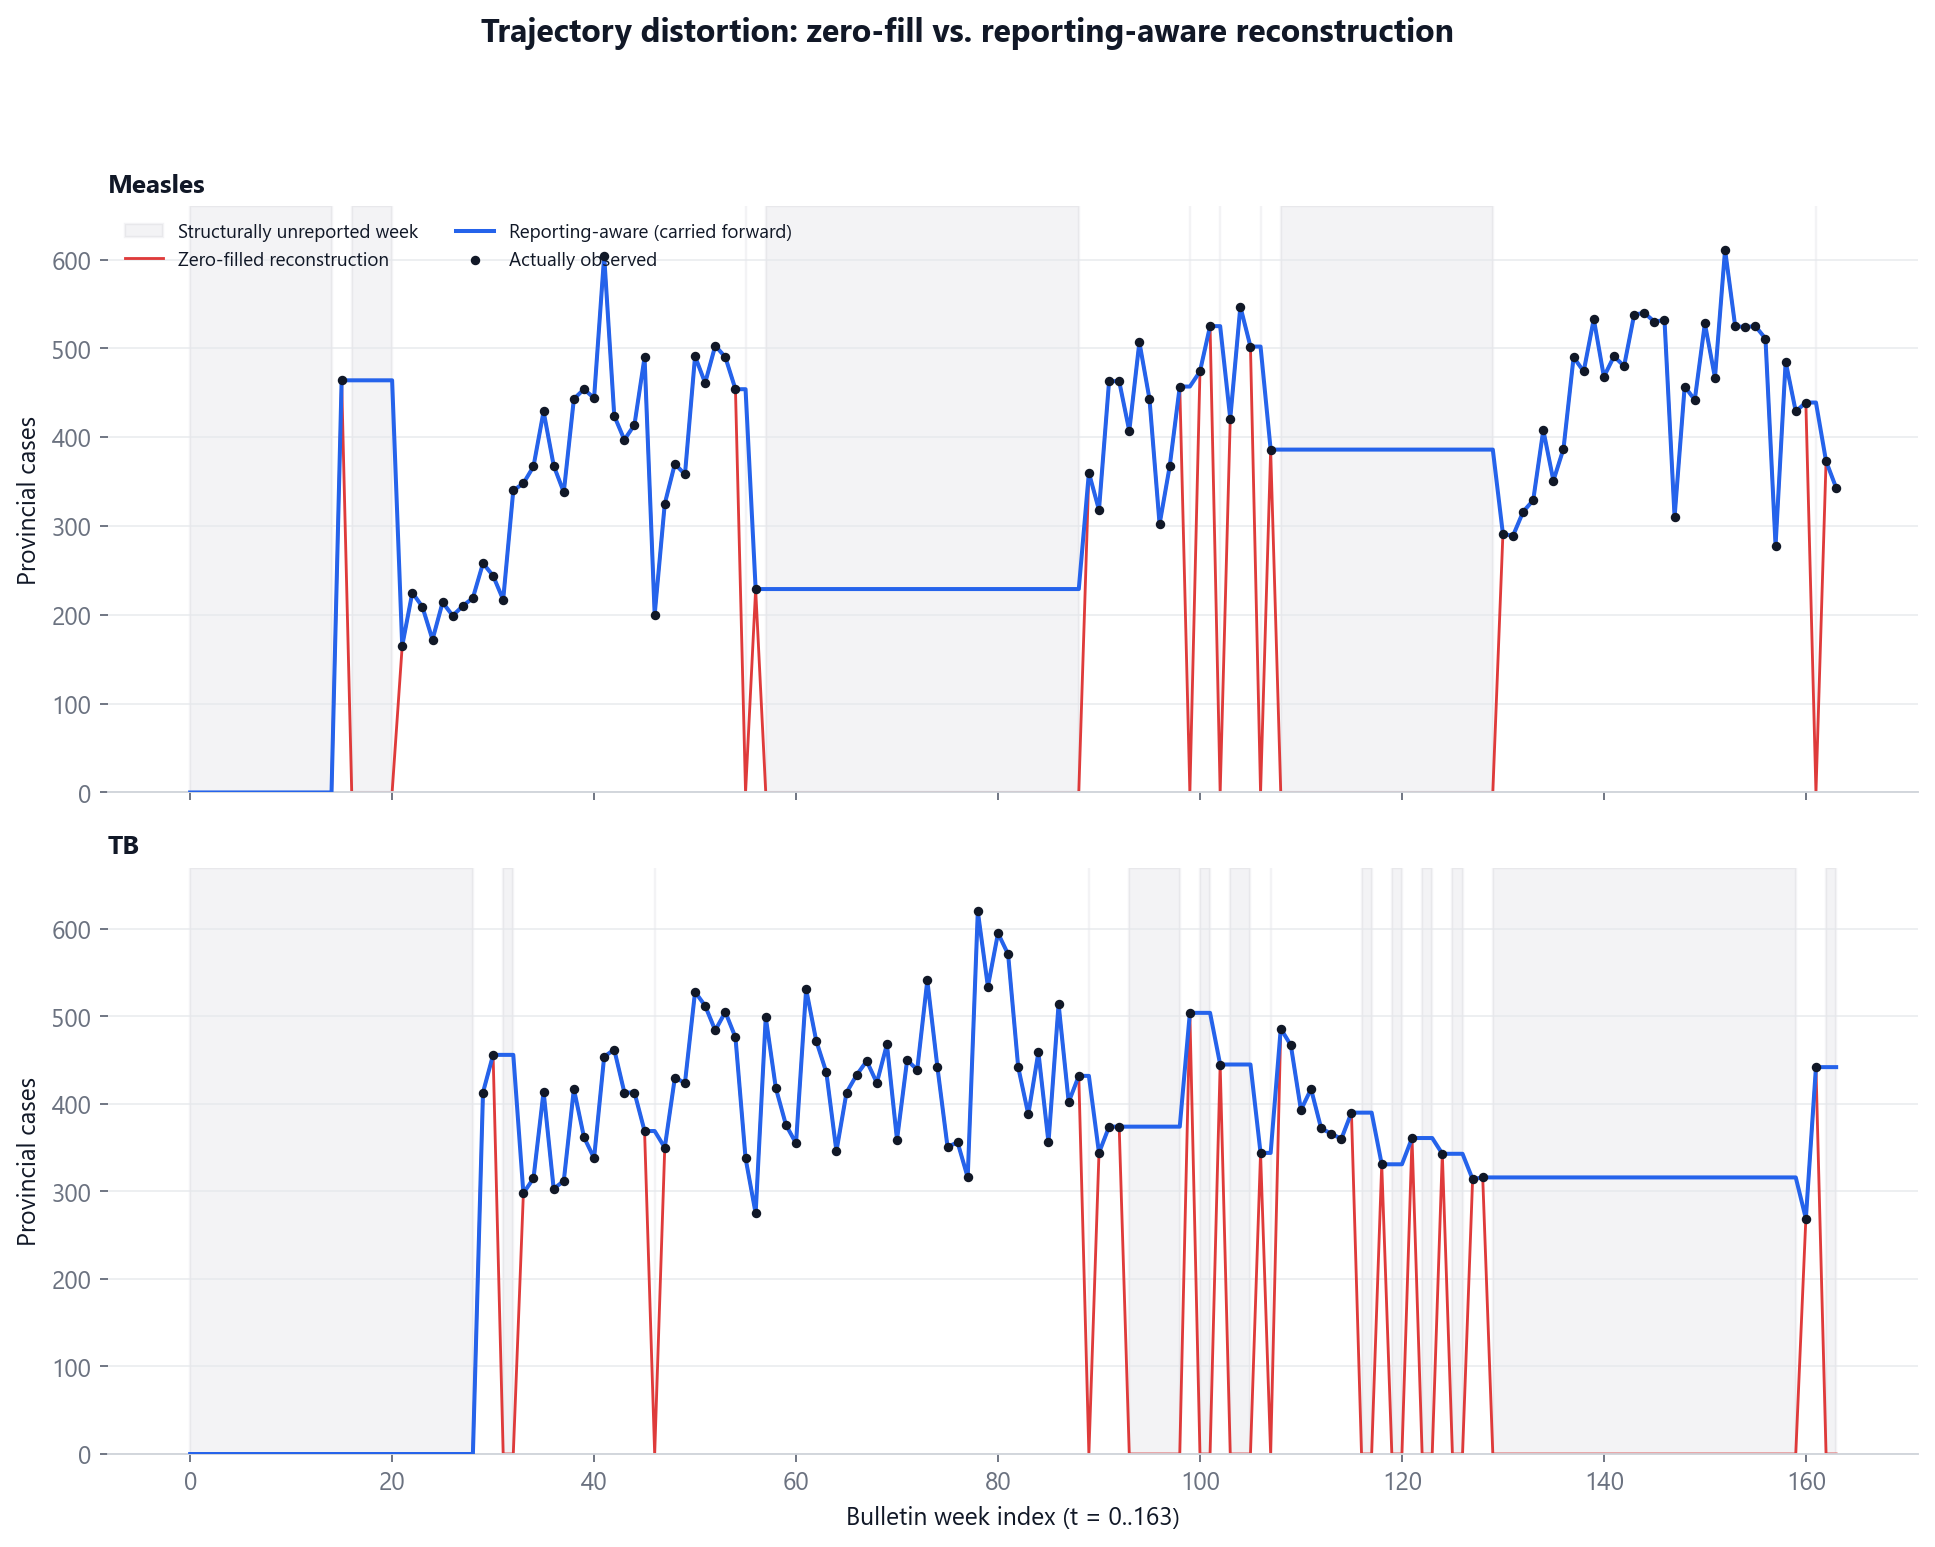 Trajectory distortion: zero-fill vs. reporting-aware reconstruction
Measles
Structurally unreported week
Zero-filled reconstruction
Reporting-aware (carried forward)
Actually observed
Provincial cases
600
500
400
300
200
100
0
TB
Provincial cases
600
500
400
300
200
100
0
0 20 40 60 80 100 120 140 160
Bulletin week index (t = 0..163)